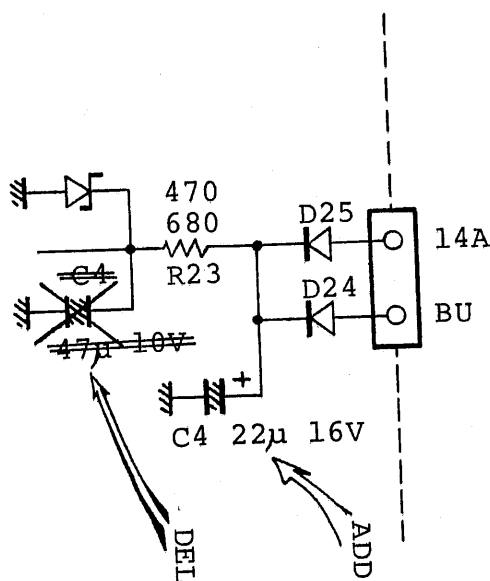 470
680
R23
D25
14A
D24
BU
C4
47μ 10V
+
C4 22μ 16V
DEL
ADD